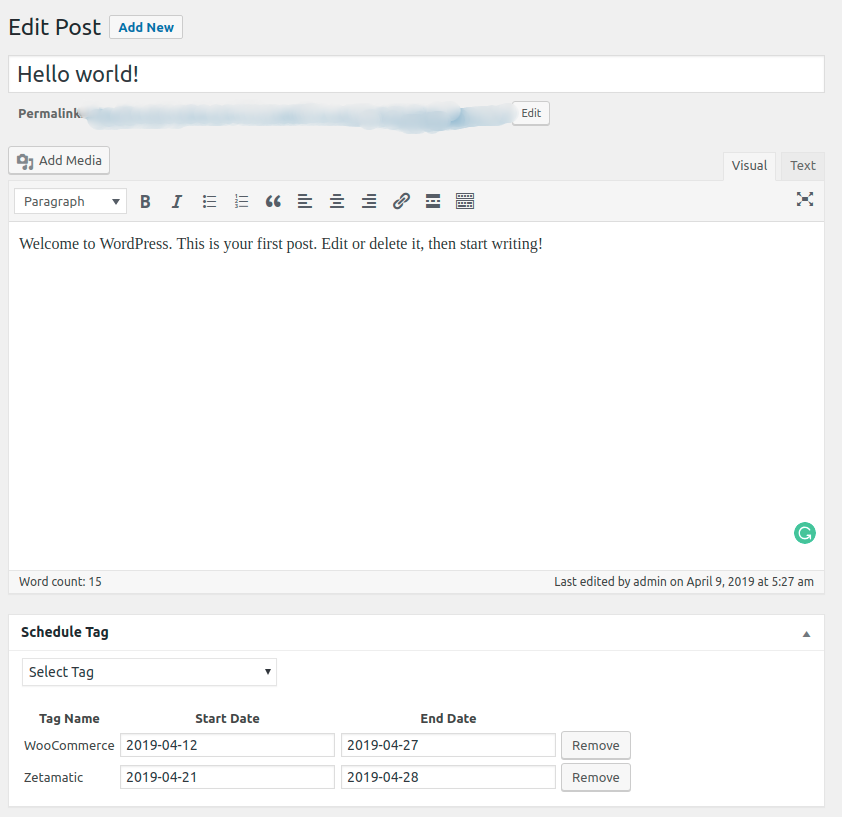 Edit Post Add New
Hello world!
Permalink Edit
Add Media
Visual Text
Paragraph
Welcome to WordPress. This is your first post. Edit or delete it, then start writing!
Word count: 15 Last edited by admin on April 9, 2019 at 5:27 am
Schedule Tag
Select Tag
Tag Name Start Date End Date
WooCommerce 2019-04-12 2019-04-27 Remove
Zetamatic 2019-04-21 2019-04-28 Remove